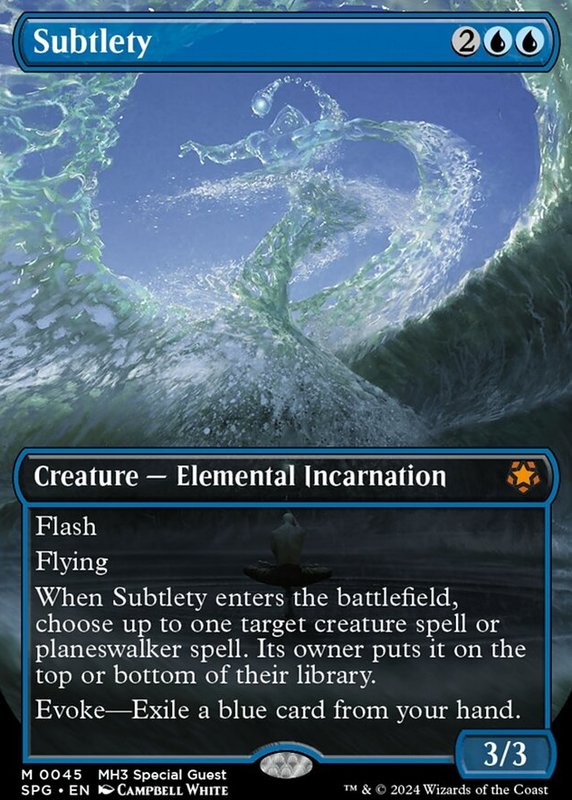 Subtlety 2
Creature — Elemental Incarnation
Flash
Flying
When Subtlety enters the battlefield,
choose up to one target creature spell or
planeswalker spell. Its owner puts it on the
top or bottom of their library.
Evoke—Exile a blue card from your hand.
3/3
M 0045 MH3 Special Guest
SPG • EN Campbell White ™ & © 2024 Wizards of the Coast